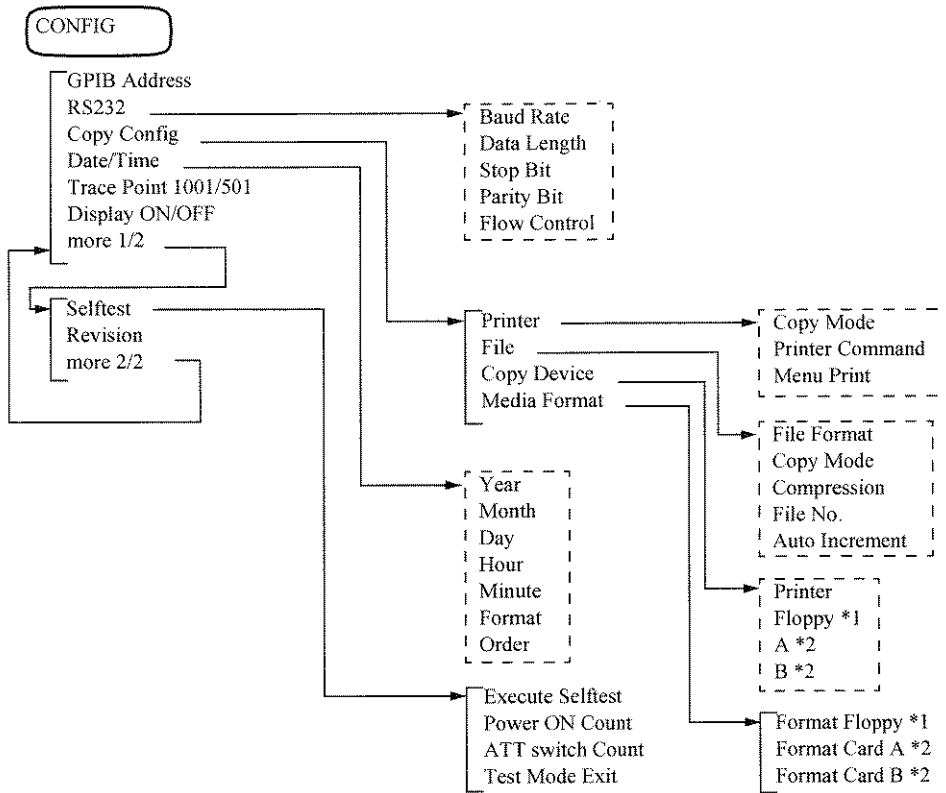 CONFIG
GPIB Address
RS232
Copy Config
Date/Time
Trace Point 1001/501
Display ON/OFF
more 1/2
Selftest
Revision
more 2/2
Baud Rate
Data Length
Stop Bit
Parity Bit
Flow Control
Printer
File
Copy Device
Media Format
Year
Month
Day
Hour
Minute
Format
Order
Execute Selftest
Power ON Count
ATT switch Count
Test Mode Exit
Copy Mode
Printer Command
Menu Print
File Format
Copy Mode
Compression
File No.
Auto Increment
Printer
Floppy *1
A *2
B *2
Format Floppy *1
Format Card A *2
Format Card B *2